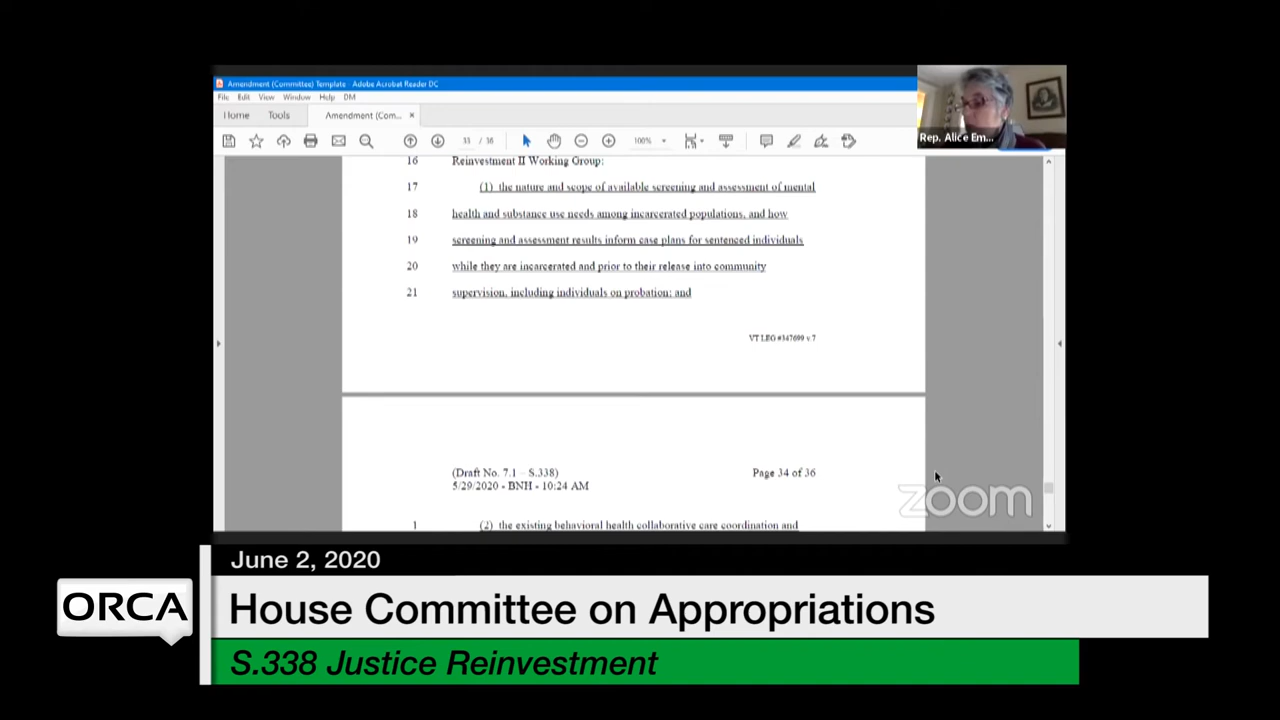 Amendment (Committee) Template - Adobe Acrobat Reader DC
File Edit View Window Help DM
Home Tools Amendment (Com... ×
33 / 36 100%
Rep. Alice Em...
16 Reinvestment II Working Group:
17 (1) the nature and scope of available screening and assessment of mental
18 health and substance use needs among incarcerated populations, and how
19 screening and assessment results inform case plans for sentenced individuals
20 while they are incarcerated and prior to their release into community
21 supervision, including individuals on probation; and
VT LEG #347699 v.7
(Draft No. 7.1 – S.338) Page 34 of 36
5/29/2020 - BNH - 10:24 AM
1 (2) the existing behavioral health collaborative care coordination and
zoom
June 2, 2020
ORCA
House Committee on Appropriations
S.338 Justice Reinvestment